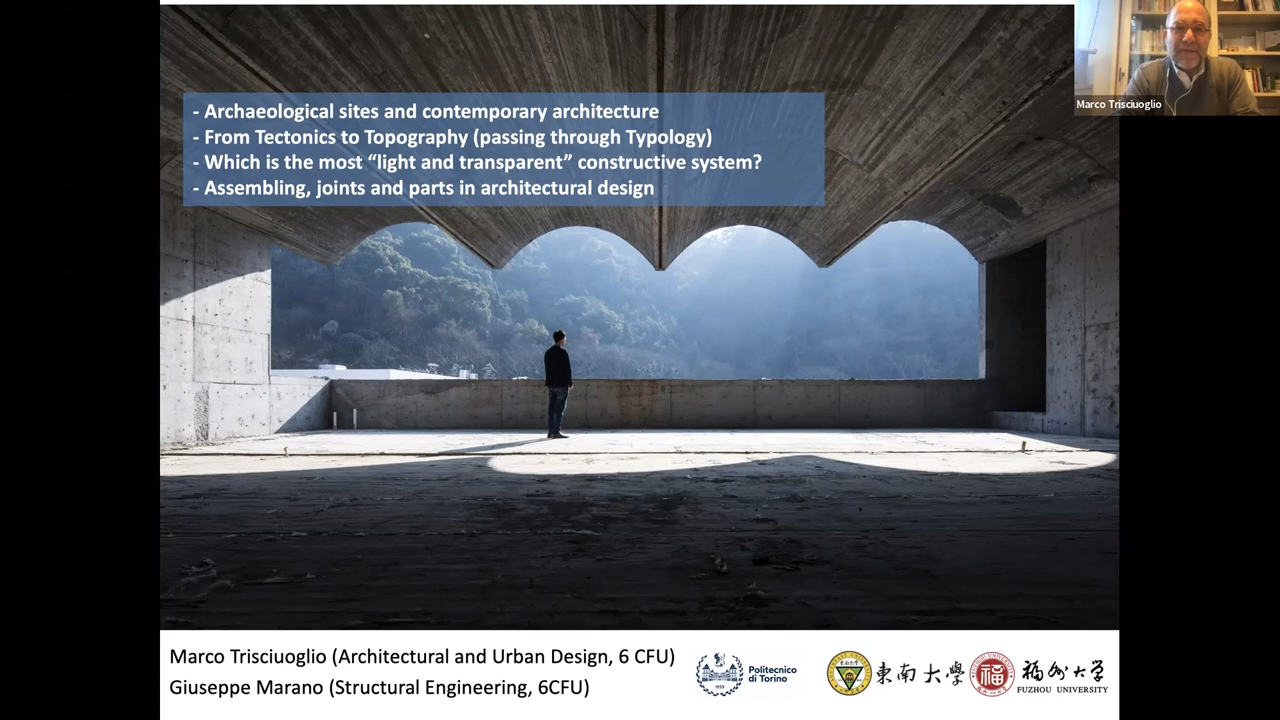 - Archaeological sites and contemporary architecture
- From Tectonics to Topography (passing through Typology)
- Which is the most “light and transparent” constructive system?
- Assembling, joints and parts in architectural design
Marco Trisciuoglio
Marco Trisciuoglio (Architectural and Urban Design, 6 CFU)
Giuseppe Marano (Structural Engineering, 6CFU)
Politecnico
di Torino
1859
東南大學
福
福州大学
FUZHOU UNIVERSITY